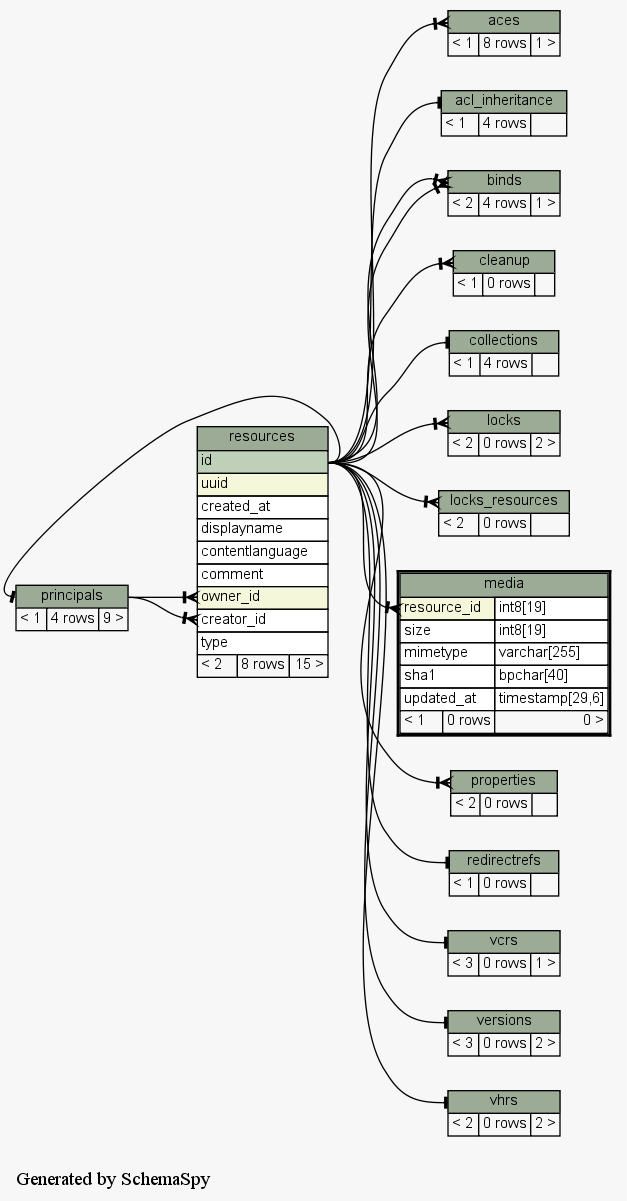 aces
< 1 8 rows 1 >
acl_inheritance
< 1 4 rows
binds
< 2 4 rows 1 >
cleanup
< 1 0 rows
collections
< 1 4 rows
locks
< 2 0 rows 2 >
resources
id
uuid
created_at
displayname
contentlanguage
comment
owner_id
creator_id
type
< 2 8 rows 15 >
locks_resources
< 2 0 rows
principals
< 1 4 rows 9 >
media
resource_id int8[19]
size int8[19]
mimetype varchar[255]
sha1 bpchar[40]
updated_at timestamp[29,6]
< 1 0 rows 0 >
properties
< 2 0 rows
redirectrefs
< 1 0 rows
vcrs
< 3 0 rows 1 >
versions
< 3 0 rows 2 >
vhrs
< 2 0 rows 2 >
Generated by SchemaSpy